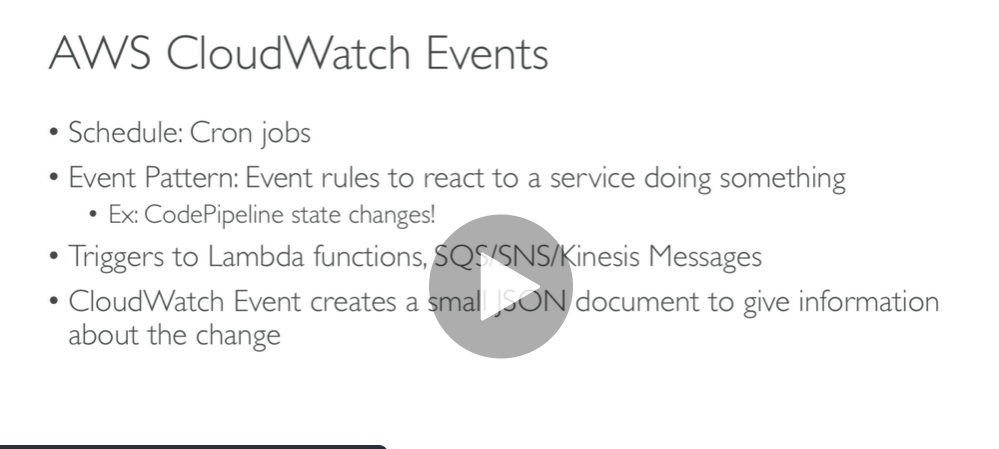 AWS CloudWatch Events
• Schedule: Cron jobs
• Event Pattern: Event rules to react to a service doing something
• Ex: CodePipeline state changes!
• Triggers to Lambda functions, SQS/SNS/Kinesis Messages
• CloudWatch Event creates a small JSON document to give information
about the change